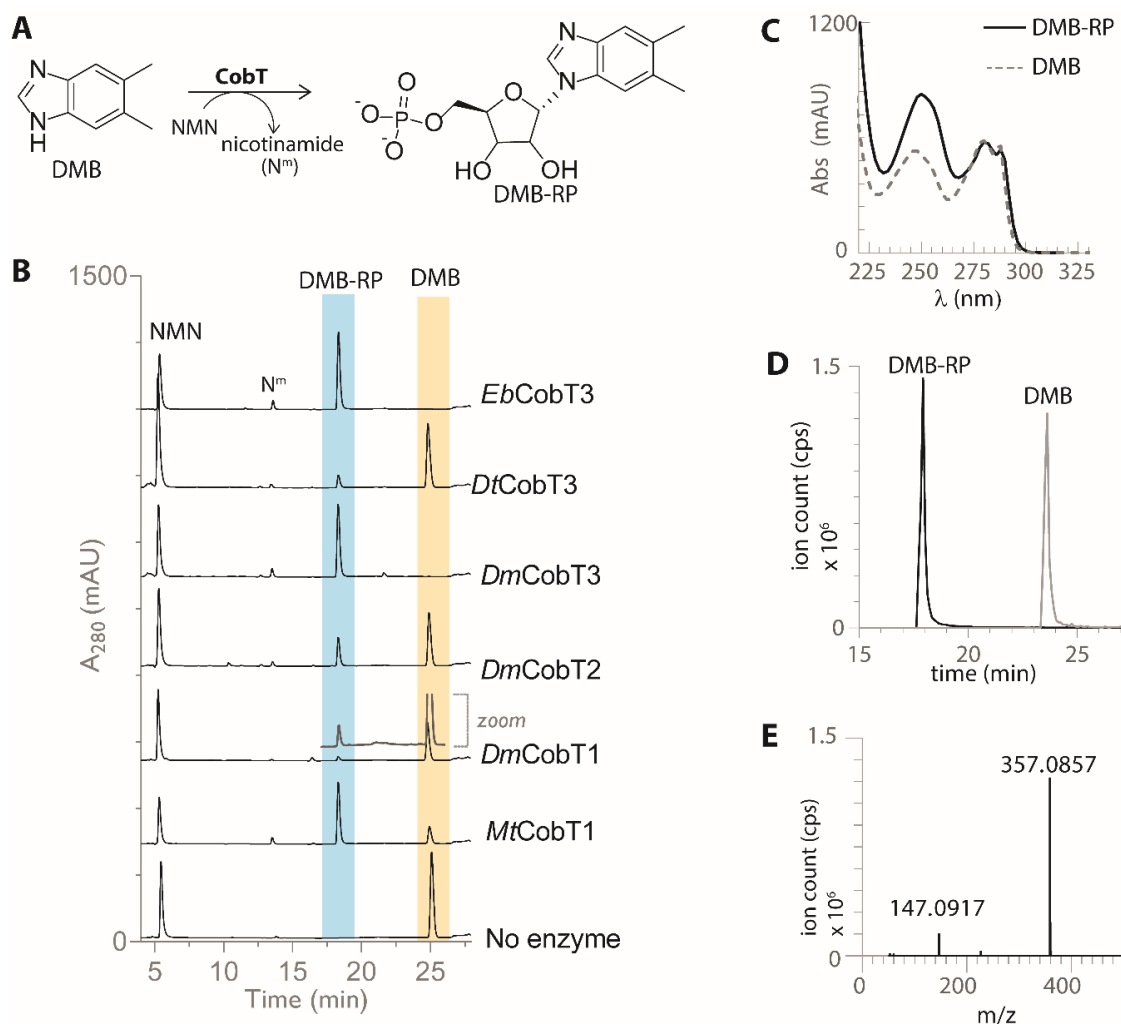 A
N
N
H
DMB
CobT
NMN
nicotinamide
(Nᵐ)
O
-O
P
O
O
-
O
N
N
HO
OH
DMB-RP
B
1500
DMB-RP
DMB
NMN
Nᵐ
EbCobT3
DtCobT3
DmCobT3
DmCobT2
zoom
DmCobT1
MtCobT1
No enzyme
A₂₈₀ (mAU)
0
5
10
15
20
25
Time (min)
C
1200
DMB-RP
DMB
Abs (mAU)
0
225
250
275
300
325
λ (nm)
D
1.5
DMB-RP
DMB
ion count (cps)
x 10⁶
0
15
20
25
time (min)
E
1.5
357.0857
147.0917
ion count (cps)
x 10⁶
0
0
200
400
m/z